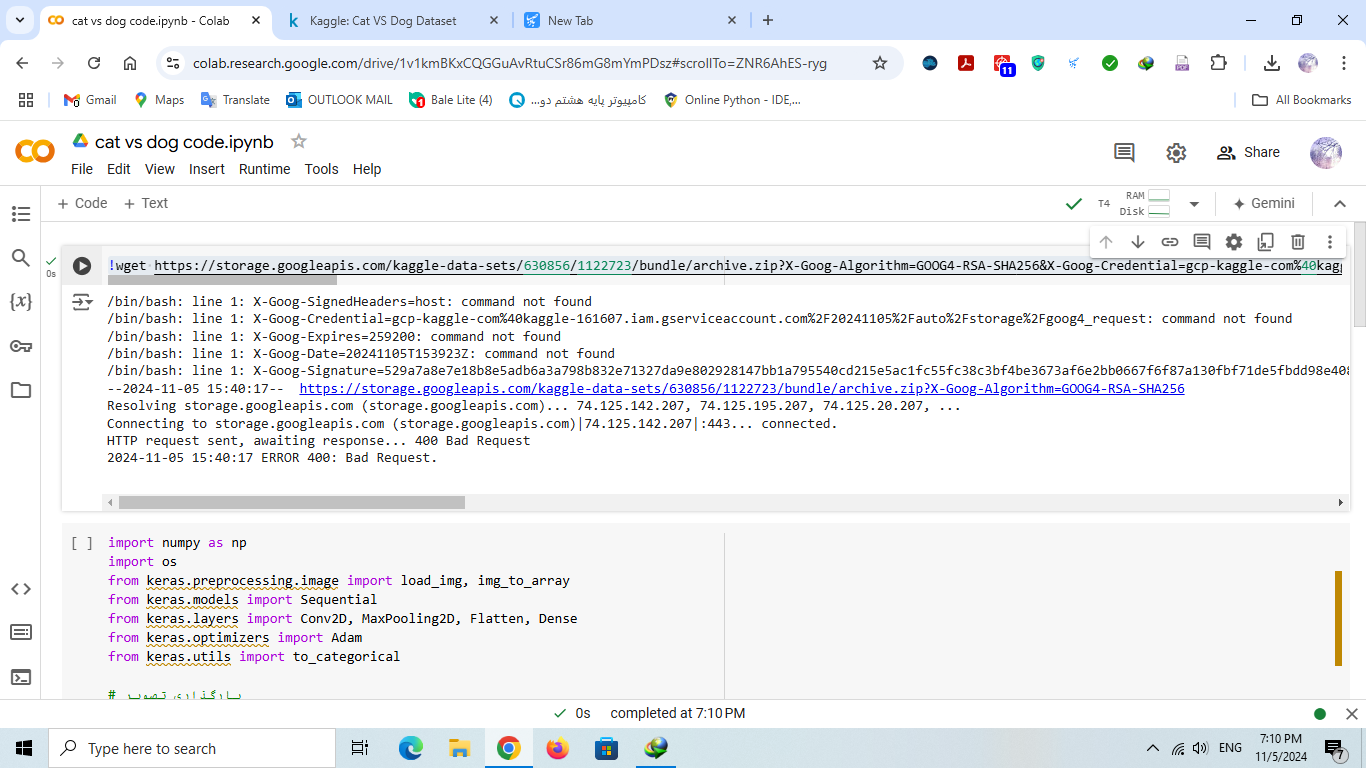 cat vs dog code.ipynb - Colab
Kaggle: Cat VS Dog Dataset
New Tab
colab.research.google.com/drive/1v1kmBKxCQGGuAvRtuCSr86mG8mYmPDsz#scrollTo=ZNR6AhES-ryg
11
Gmail
Maps
Translate
OUTLOOK MAIL
Bale Lite (4)
کامپیوتر پایه هشتم دو...
Online Python - IDE,...
All Bookmarks
cat vs dog code.ipynb
File Edit View Insert Runtime Tools Help
Share
+ Code + Text
T4
RAM
Disk
Gemini
0s
!wget https://storage.googleapis.com/kaggle-data-sets/630856/1122723/bundle/archive.zip?X-Goog-Algorithm=GOOG4-RSA-SHA256&X-Goog-Credential=gcp-kaggle-com%40kagg
/bin/bash: line 1: X-Goog-SignedHeaders=host: command not found
/bin/bash: line 1: X-Goog-Credential=gcp-kaggle-com%40kaggle-161607.iam.gserviceaccount.com%2F20241105%2Fauto%2Fstorage%2Fgoog4_request: command not found
/bin/bash: line 1: X-Goog-Expires=259200: command not found
/bin/bash: line 1: X-Goog-Date=20241105T153923Z: command not found
/bin/bash: line 1: X-Goog-Signature=529a7a8e7e18b8e5adb6a3a798b832e71327da9e802928147bb1a795540cd215e5ac1fc55fc38c3bf4be3673af6e2bb0667f6f87a130fbf71de5fbdd98e408
--2024-11-05 15:40:17-- https://storage.googleapis.com/kaggle-data-sets/630856/1122723/bundle/archive.zip?X-Goog-Algorithm=GOOG4-RSA-SHA256
Resolving storage.googleapis.com (storage.googleapis.com)... 74.125.142.207, 74.125.195.207, 74.125.20.207, ...
Connecting to storage.googleapis.com (storage.googleapis.com)|74.125.142.207|:443... connected.
HTTP request sent, awaiting response... 400 Bad Request
2024-11-05 15:40:17 ERROR 400: Bad Request.
[ ]
import numpy as np
import os
from keras.preprocessing.image import load_img, img_to_array
from keras.models import Sequential
from keras.layers import Conv2D, MaxPooling2D, Flatten, Dense
from keras.optimizers import Adam
from keras.utils import to_categorical
# بارگذاری تصویر
0s completed at 7:10 PM
Type here to search
ENG
7:10 PM
11/5/2024
7